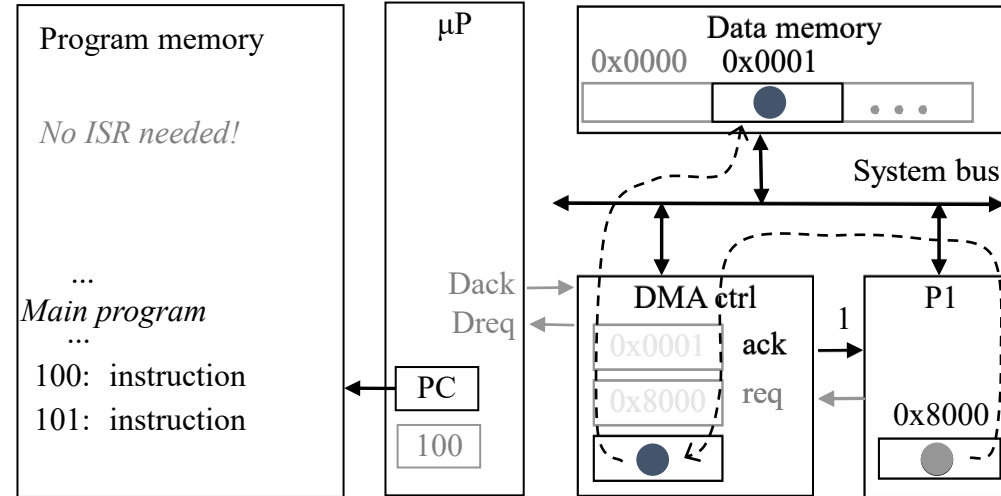 Program memory
No ISR needed!
...
Main program
...
100: instruction
101: instruction
μP
Dack
Dreq
PC
100
Data memory
0x0000 0x0001
System bus
DMA ctrl
0x0001
ack
0x8000
req
1
P1
0x8000